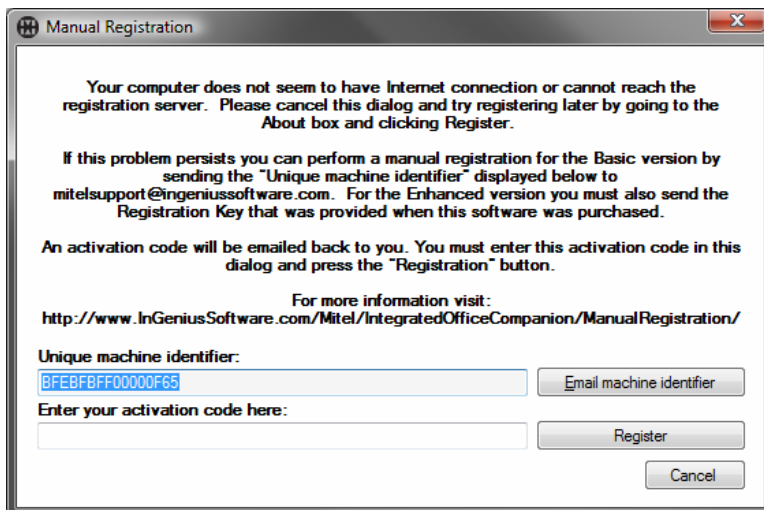 Manual Registration
Your computer does not seem to have Internet connection or cannot reach the
registration server. Please cancel this dialog and try registering later by going to the
About box and clicking Register.
If this problem persists you can perform a manual registration for the Basic version by
sending the "Unique machine identifier" displayed below to
mitelsupport@ingeniussoftware.com. For the Enhanced version you must also send the
Registration Key that was provided when this software was purchased.
An activation code will be emailed back to you. You must enter this activation code in this
dialog and press the "Registration" button.
For more information visit:
http://www.InGeniusSoftware.com/Mitel/IntegratedOfficeCompanion/ManualRegistration/
Unique machine identifier:
BFEBFBFF00000F65
Email machine identifier
Enter your activation code here:
Register
Cancel